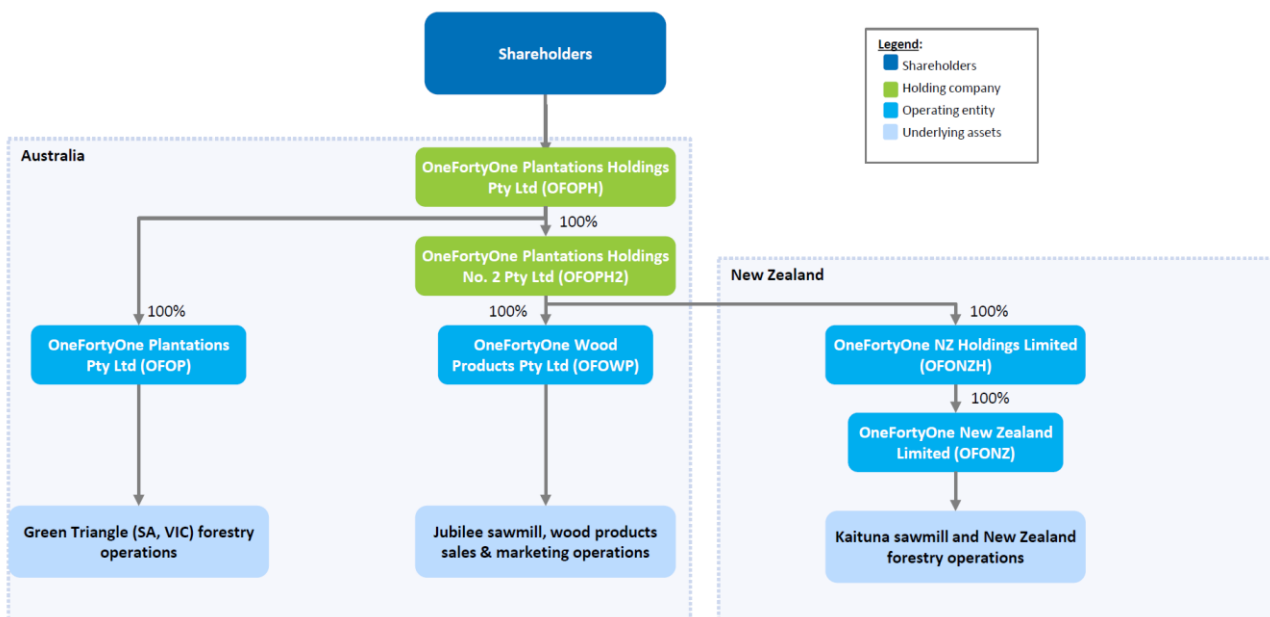 Shareholders
Legend:
Shareholders
Holding company
Operating entity
Underlying assets
Australia
OneFortyOne Plantations Holdings
Pty Ltd (OFOPH)
100%
OneFortyOne Plantations Holdings
No. 2 Pty Ltd (OFOPH2)
New Zealand
100%
100%
100%
OneFortyOne Plantations
Pty Ltd (OFOP)
OneFortyOne Wood
Products Pty Ltd (OFOWP)
OneFortyOne NZ Holdings Limited
(OFONZH)
100%
OneFortyOne New Zealand
Limited (OFONZ)
Green Triangle (SA, VIC) forestry
operations
Jubilee sawmill, wood products
sales & marketing operations
Kaituna sawmill and New Zealand
forestry operations